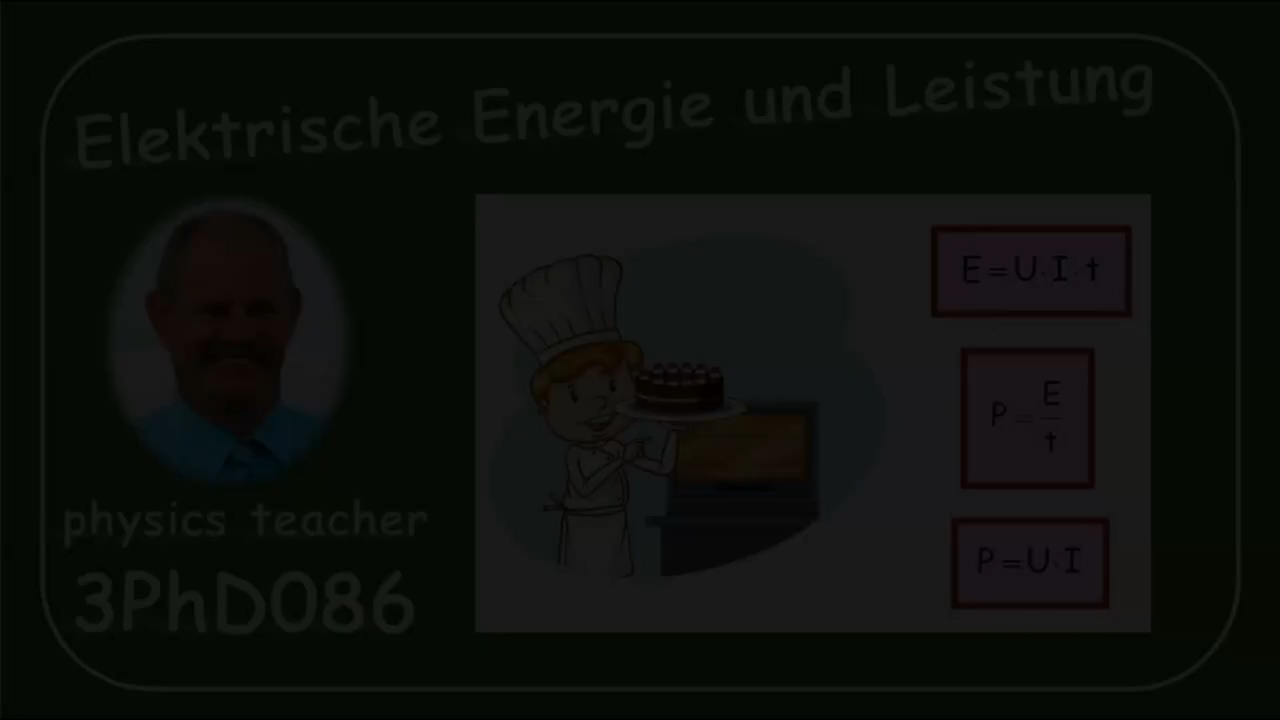 Elektrische Energie und Leistung
E = U · I · t
P = E / t
P = U · I
physics teacher
3PhD086